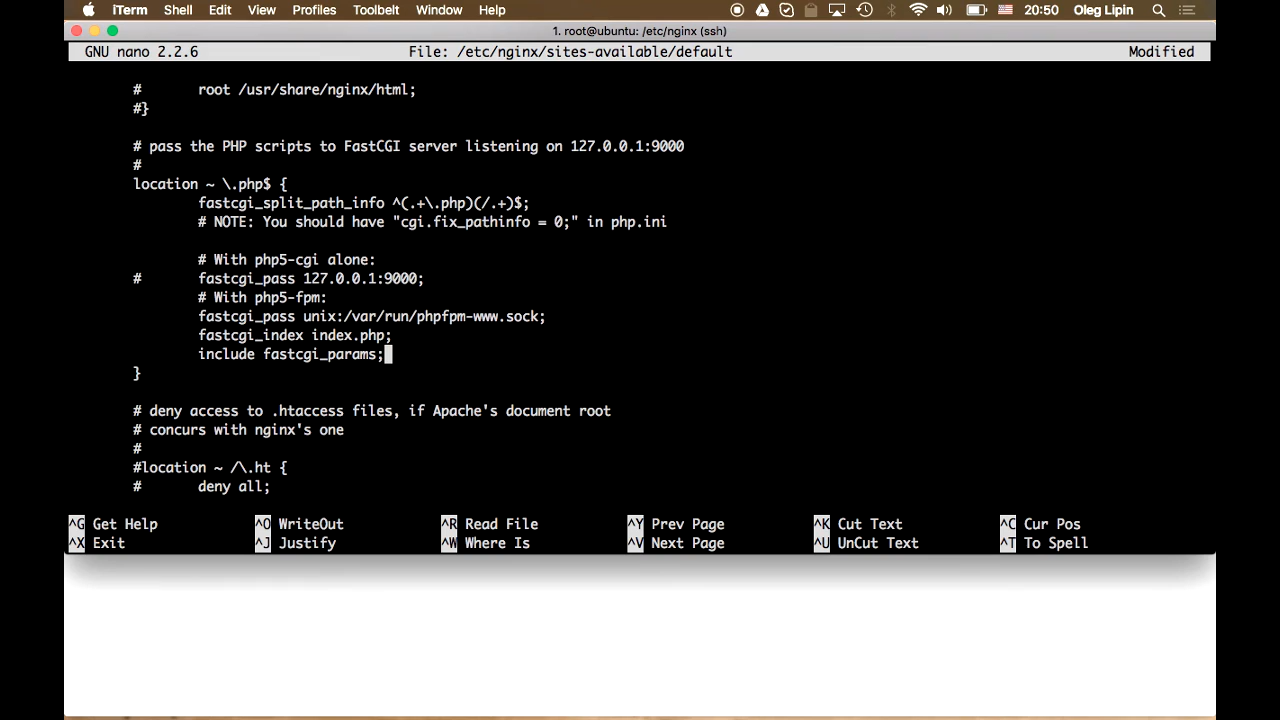 iTerm Shell Edit View Profiles Toolbelt Window Help 20:50 Oleg Lipin
1. root@ubuntu: /etc/nginx (ssh)
GNU nano 2.2.6 File: /etc/nginx/sites-available/default Modified
# root /usr/share/nginx/html;
#}
# pass the PHP scripts to FastCGI server listening on 127.0.0.1:9000
#
location ~ \.php$ {
fastcgi_split_path_info ^(.+\.php)(/.+)$;
# NOTE: You should have "cgi.fix_pathinfo = 0;" in php.ini
# With php5-cgi alone:
# fastcgi_pass 127.0.0.1:9000;
# With php5-fpm:
fastcgi_pass unix:/var/run/phpfpm-www.sock;
fastcgi_index index.php;
include fastcgi_params;
}
# deny access to .htaccess files, if Apache's document root
# concurs with nginx's one
#
#location ~ /\.ht {
# deny all;
^G Get Help ^O WriteOut ^R Read File ^Y Prev Page ^K Cut Text ^C Cur Pos
^X Exit ^J Justify ^W Where Is ^V Next Page ^U UnCut Text ^T To Spell